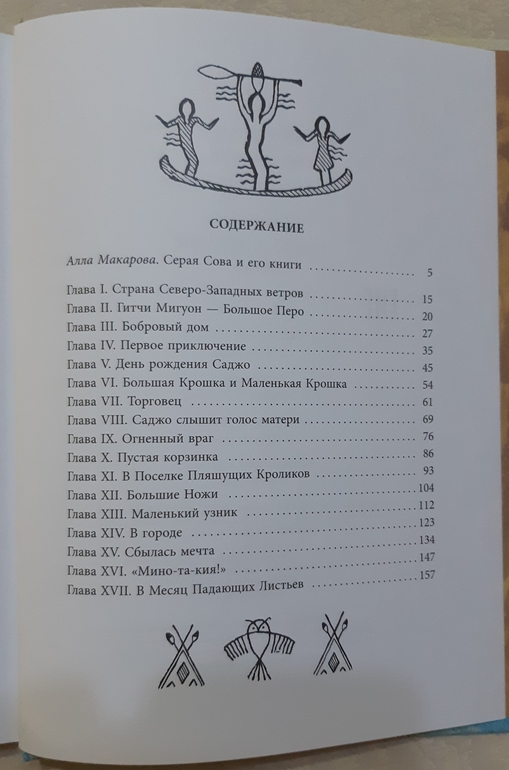 СОДЕРЖАНИЕ
Алла Макарова. Серая Сова и его книги ..... 5
Глава I. Страна Северо-Западных ветров ..... 15
Глава II. Гитчи Мигуон — Большое Перо ..... 20
Глава III. Бобровый дом ..... 27
Глава IV. Первое приключение ..... 35
Глава V. День рождения Саджо ..... 45
Глава VI. Большая Крошка и Маленькая Крошка ..... 54
Глава VII. Торговец ..... 61
Глава VIII. Саджо слышит голос матери ..... 69
Глава IX. Огненный враг ..... 76
Глава X. Пустая корзинка ..... 86
Глава XI. В Поселке Пляшущих Кроликов ..... 93
Глава XII. Большие Ножи ..... 104
Глава XIII. Маленький узник ..... 112
Глава XIV. В городе ..... 123
Глава XV. Сбылась мечта ..... 134
Глава XVI. «Мино-та-кия!» ..... 147
Глава XVII. В Месяц Падающих Листьев ..... 157